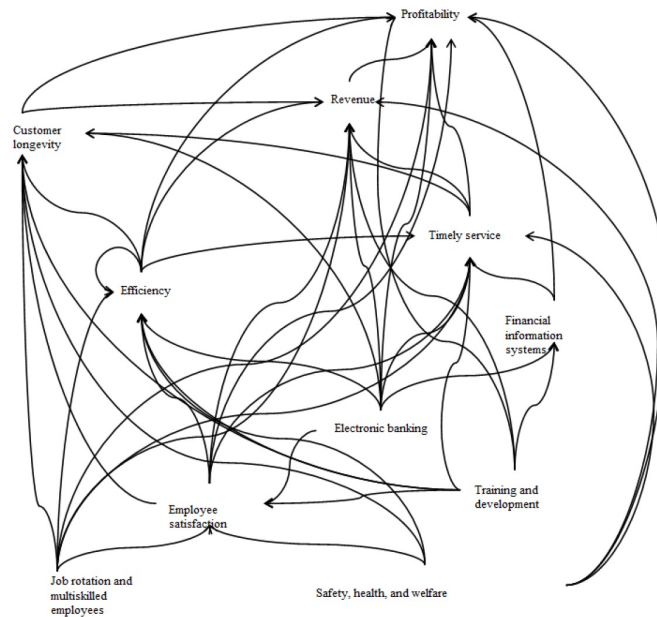 Profitability
Revenue
Customer
longevity
Timely service
Efficiency
Financial
information
systems
Electronic banking
Training and
development
Employee
satisfaction
Job rotation and
multiskilled
employees
Safety, health, and welfare